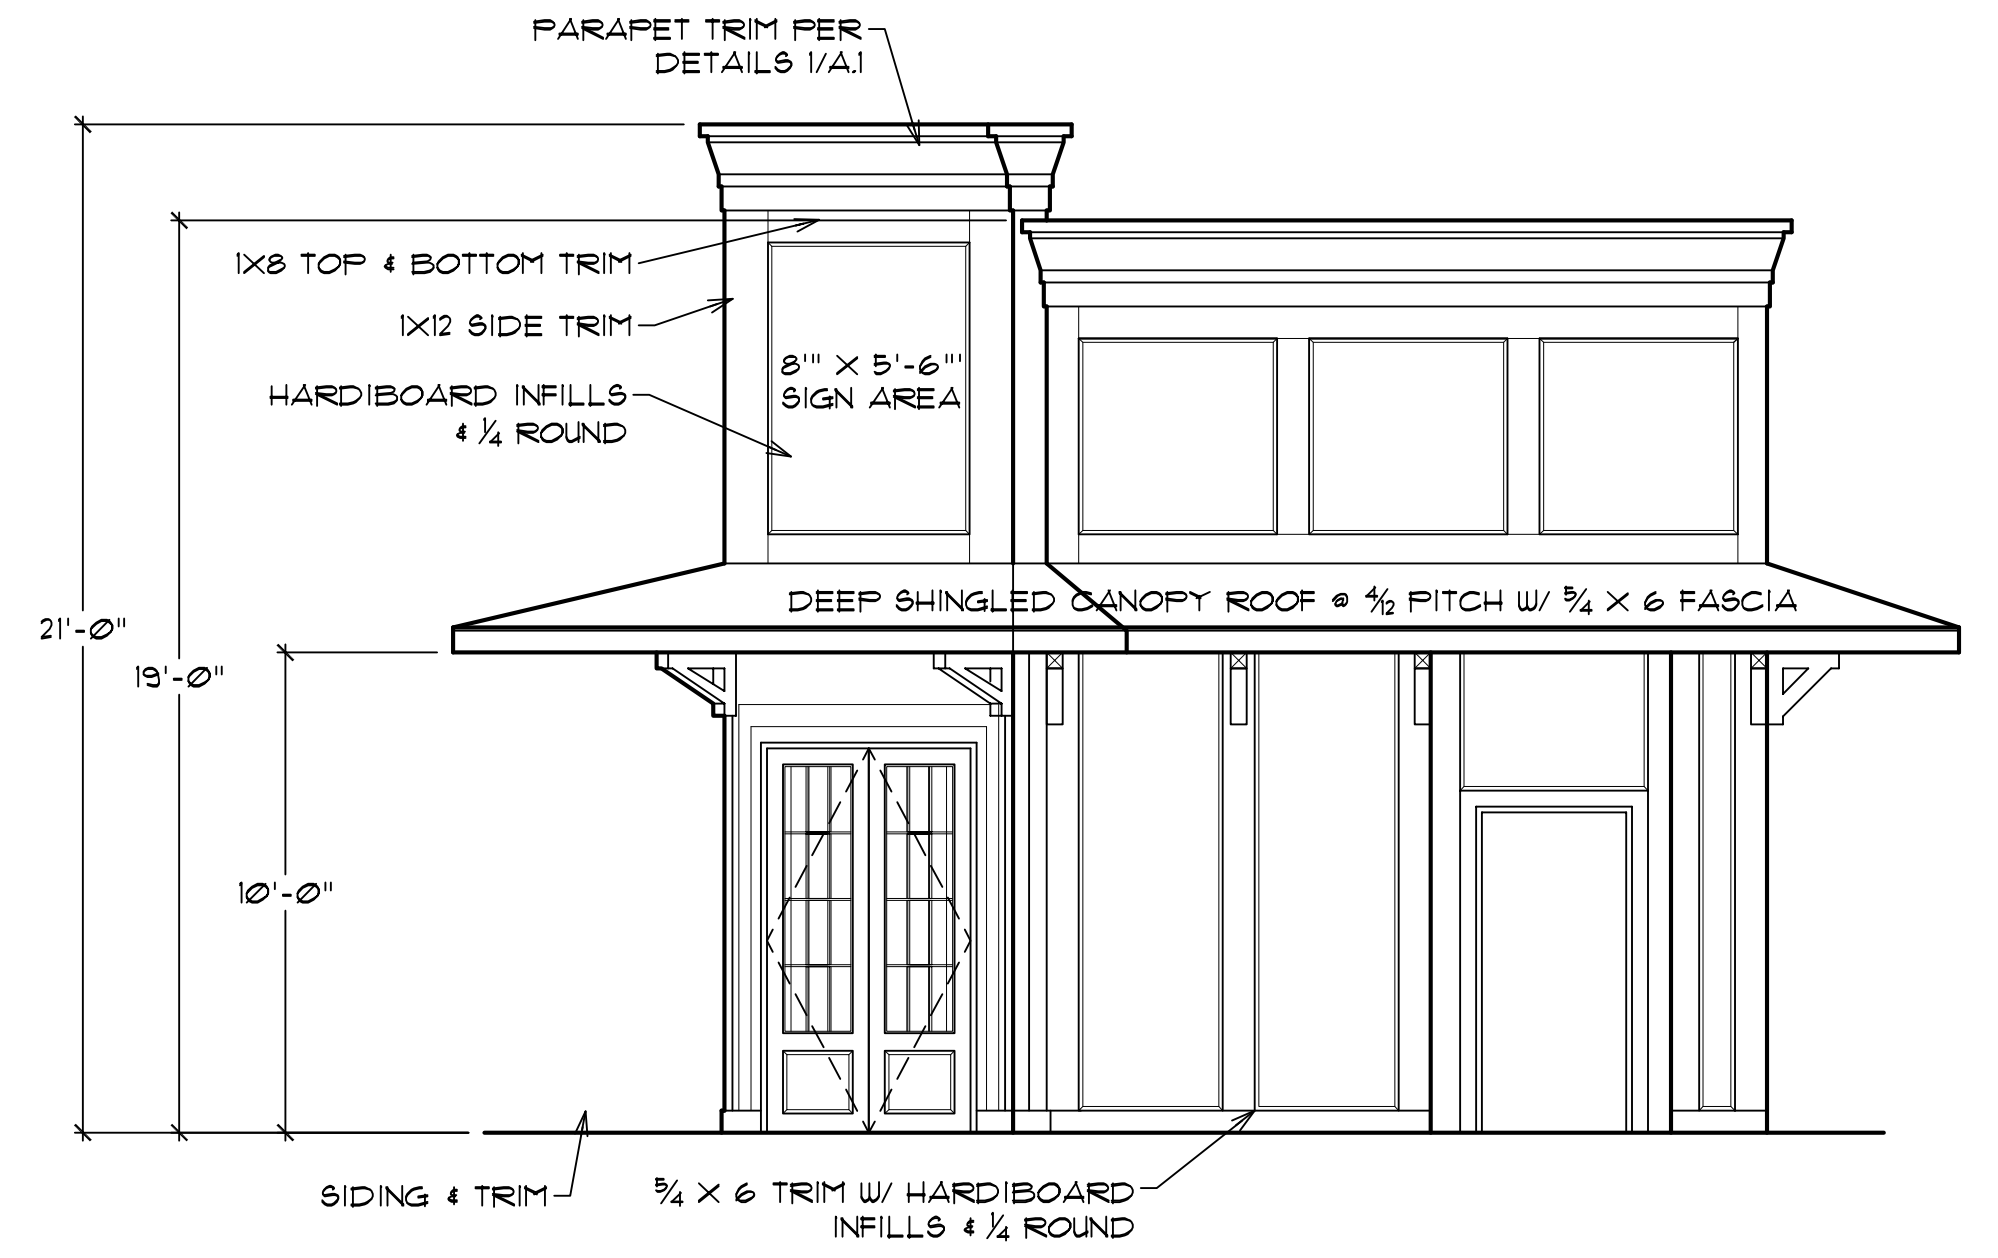 PARAPET TRIM PER
DETAILS 1/A.1
1X8 TOP & BOTTOM TRIM
1X12 SIDE TRIM
HARDIBOARD INFILLS
& 1/4 ROUND
8'" X 5'-6"'
SIGN AREA
DEEP SHINGLED CANOPY ROOF @ 4/12 PITCH W/ 5/4 X 6 FASCIA
21'-0"
19'-0"
10'-0"
SIDING & TRIM
5/4 X 6 TRIM W/ HARDIBOARD
INFILLS & 1/4 ROUND